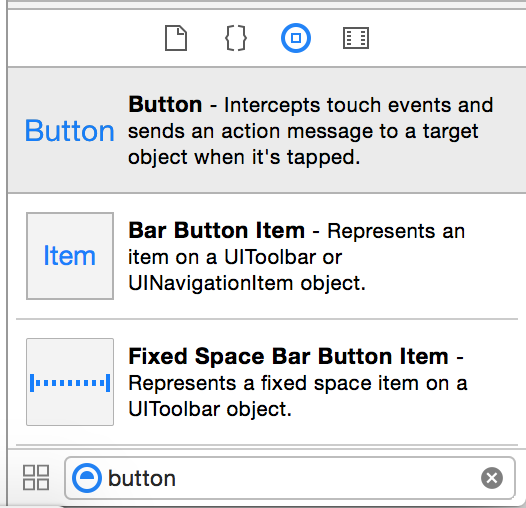 Button
Button - Intercepts touch events and
sends an action message to a target
object when it's tapped.
Item
Bar Button Item - Represents an
item on a UIToolbar or
UINavigationItem object.
Fixed Space Bar Button Item -
Represents a fixed space item on a
UIToolbar object.
button